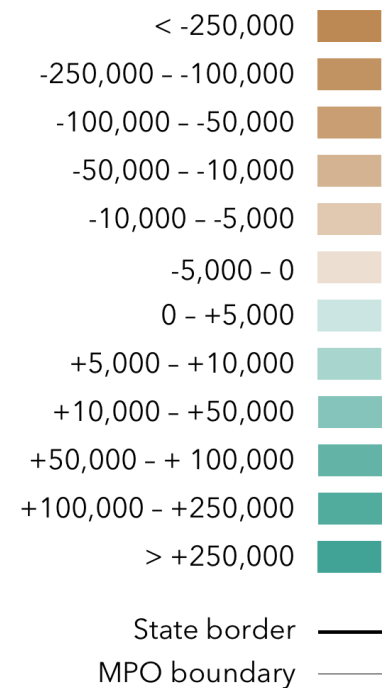 < -250,000
-250,000 – -100,000
-100,000 – -50,000
-50,000 – -10,000
-10,000 – -5,000
-5,000 – 0
0 – +5,000
+5,000 – +10,000
+10,000 – +50,000
+50,000 – + 100,000
+100,000 – +250,000
> +250,000
State border
MPO boundary